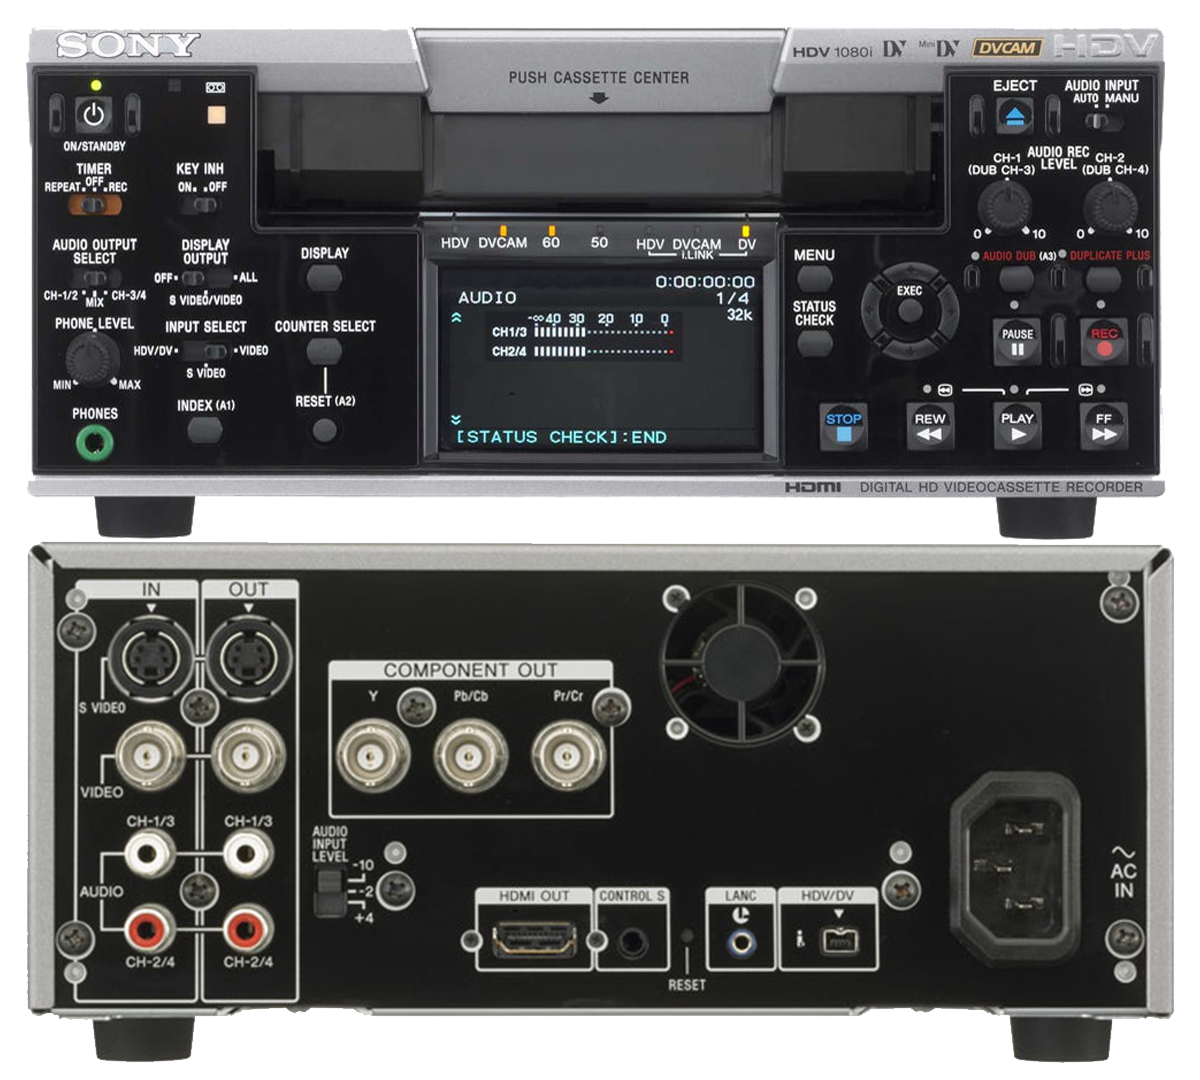 SONY
HDV 1080i DV Mini DV DVCAM HDV
PUSH CASSETTE CENTER
ON/STANDBY
TIMER
OFF
REPEAT REC
KEY INH
ON OFF
AUDIO OUTPUT
SELECT
CH-1/2 MIX CH-3/4
DISPLAY
OUTPUT
OFF ALL
S VIDEO/VIDEO
DISPLAY
PHONE LEVEL
MIN MAX
INPUT SELECT
HDV/DV VIDEO
S VIDEO
COUNTER SELECT
PHONES
INDEX (A1)
RESET (A2)
HDV DVCAM 60 50 HDV DVCAM DV
i.LINK
0:00:00:00
AUDIO 1/4
32k
-∞ 40 30 20 10 0
CH1/3
CH2/4
[STATUS CHECK]:END
EJECT
AUDIO INPUT
AUTO MANU
AUDIO REC
LEVEL
CH-1
(DUB CH-3)
CH-2
(DUB CH-4)
0 10 0 10
MENU
STATUS
CHECK
EXEC
AUDIO DUB (A3) DUPLICATE PLUS
PAUSE
REC
STOP
REW
PLAY
FF
HDMI DIGITAL HD VIDEOCASSETTE RECORDER
IN OUT
S VIDEO
VIDEO
CH-1/3 CH-1/3
AUDIO
CH-2/4 CH-2/4
COMPONENT OUT
Y Pb/Cb Pr/Cr
AUDIO
INPUT
LEVEL
-10
-2
+4
HDMI OUT CONTROL S
RESET
LANC HDV/DV
i
~
AC
IN